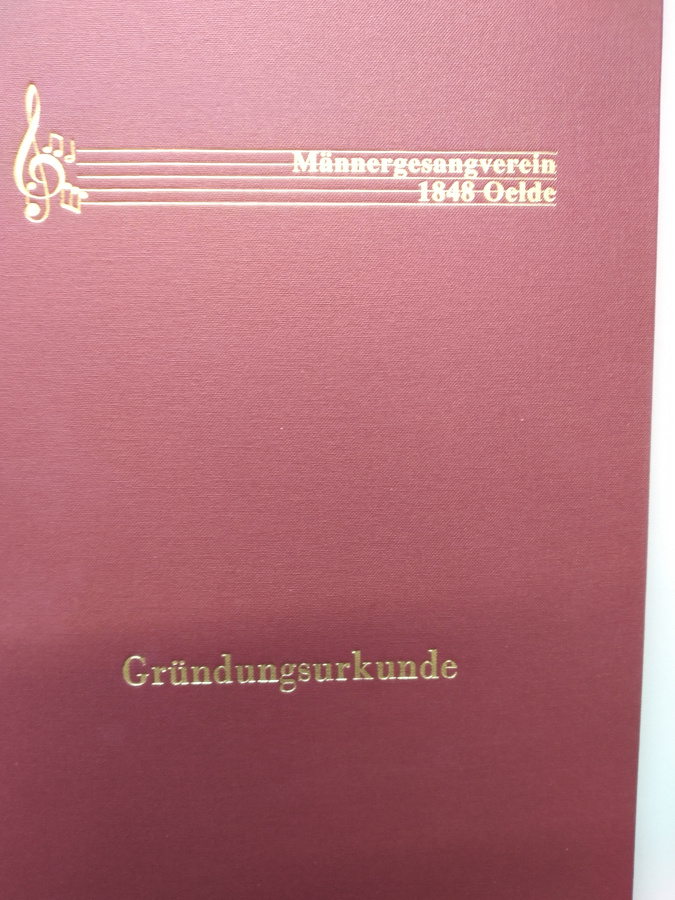 Männergesangverein
1848 Oelde
Gründungsurkunde